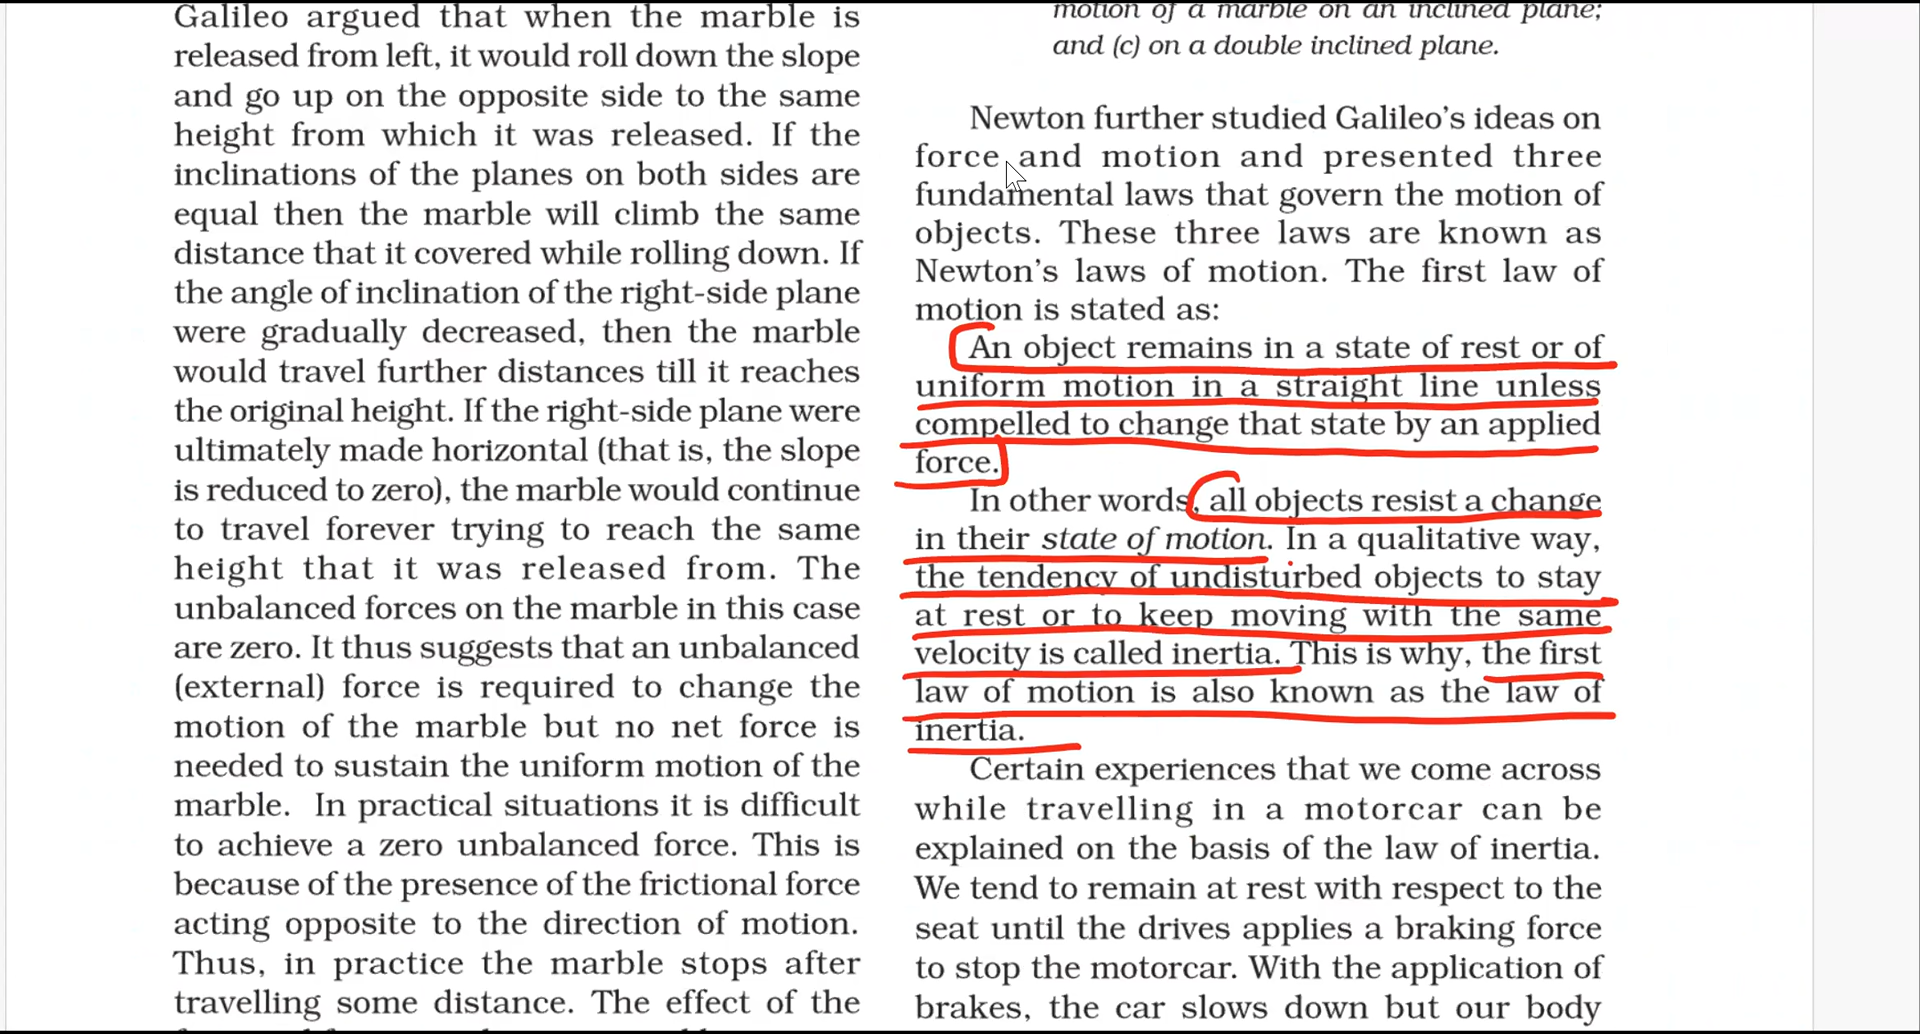 Galileo argued that when the marble is
released from left, it would roll down the slope
and go up on the opposite side to the same
height from which it was released. If the
inclinations of the planes on both sides are
equal then the marble will climb the same
distance that it covered while rolling down. If
the angle of inclination of the right-side plane
were gradually decreased, then the marble
would travel further distances till it reaches
the original height. If the right-side plane were
ultimately made horizontal (that is, the slope
is reduced to zero), the marble would continue
to travel forever trying to reach the same
height that it was released from. The
unbalanced forces on the marble in this case
are zero. It thus suggests that an unbalanced
(external) force is required to change the
motion of the marble but no net force is
needed to sustain the uniform motion of the
marble. In practical situations it is difficult
to achieve a zero unbalanced force. This is
because of the presence of the frictional force
acting opposite to the direction of motion.
Thus, in practice the marble stops after
travelling some distance. The effect of the
motion of a marble on an inclined plane;
and (c) on a double inclined plane.
Newton further studied Galileo’s ideas on
force and motion and presented three
fundamental laws that govern the motion of
objects. These three laws are known as
Newton’s laws of motion. The first law of
motion is stated as:
An object remains in a state of rest or of
uniform motion in a straight line unless
compelled to change that state by an applied
force.
In other words, all objects resist a change
in their state of motion. In a qualitative way,
the tendency of undisturbed objects to stay
at rest or to keep moving with the same
velocity is called inertia. This is why, the first
law of motion is also known as the law of
inertia.
Certain experiences that we come across
while travelling in a motorcar can be
explained on the basis of the law of inertia.
We tend to remain at rest with respect to the
seat until the drives applies a braking force
to stop the motorcar. With the application of
brakes, the car slows down but our body